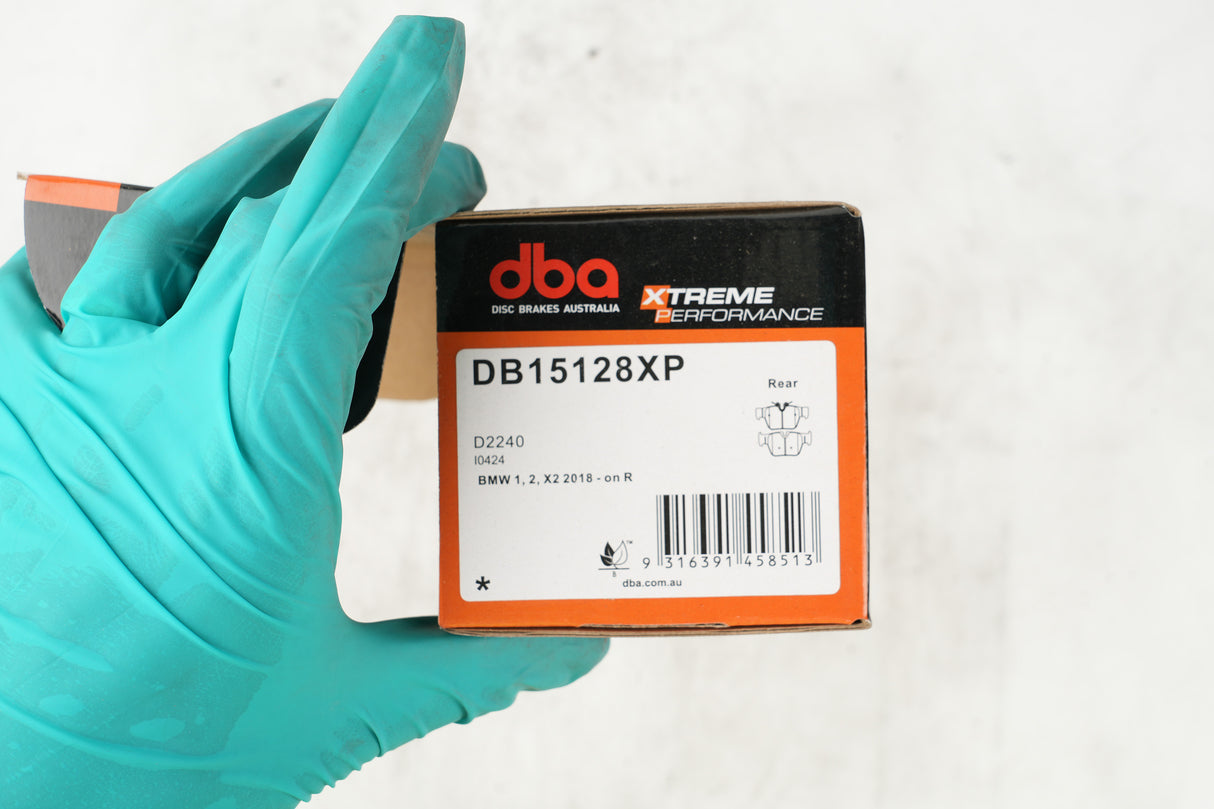 dba
DISC BRAKES AUSTRALIA
XTREME
PERFORMANCE
DB15128XP
Rear
D2240
I0424
BMW 1, 2, X2 2018 - on R
TM
B
9 316391 458513
dba.com.au
*